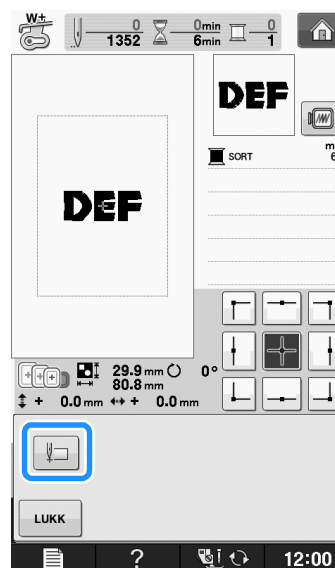 W+
0
1352
0min
6min
0
1
DEF
SORT
m
6
DEF
29.9 mm
80.8 mm
0°
+ 0.0 mm + 0.0 mm
LUKK
? 12:00